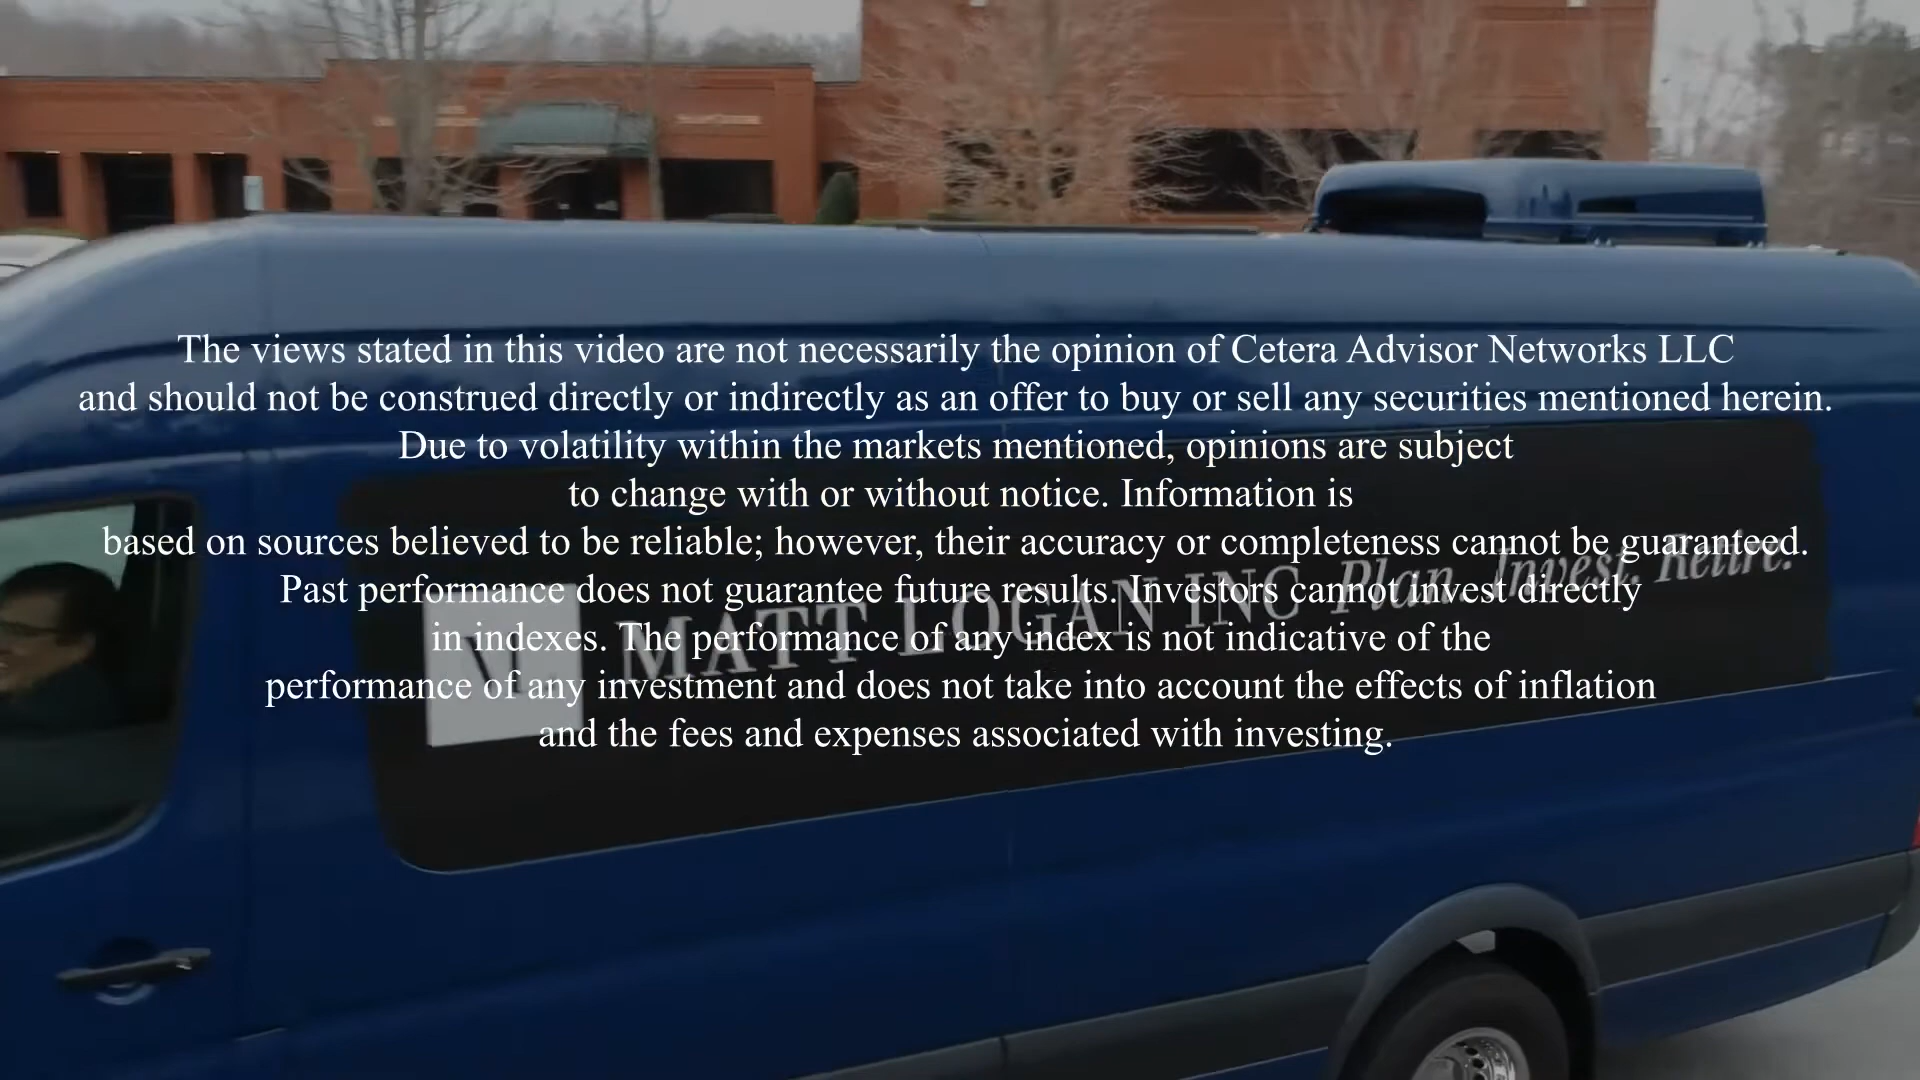 The views stated in this video are not necessarily the opinion of Cetera Advisor Networks LLC
and should not be construed directly or indirectly as an offer to buy or sell any securities mentioned herein.
Due to volatility within the markets mentioned, opinions are subject
to change with or without notice. Information is
based on sources believed to be reliable; however, their accuracy or completeness cannot be guaranteed.
Past performance does not guarantee future results. Investors cannot invest directly
in indexes. The performance of any index is not indicative of the
performance of any investment and does not take into account the effects of inflation
and the fees and expenses associated with investing.
MATT LOGAN INC Plan. Invest. Retire.